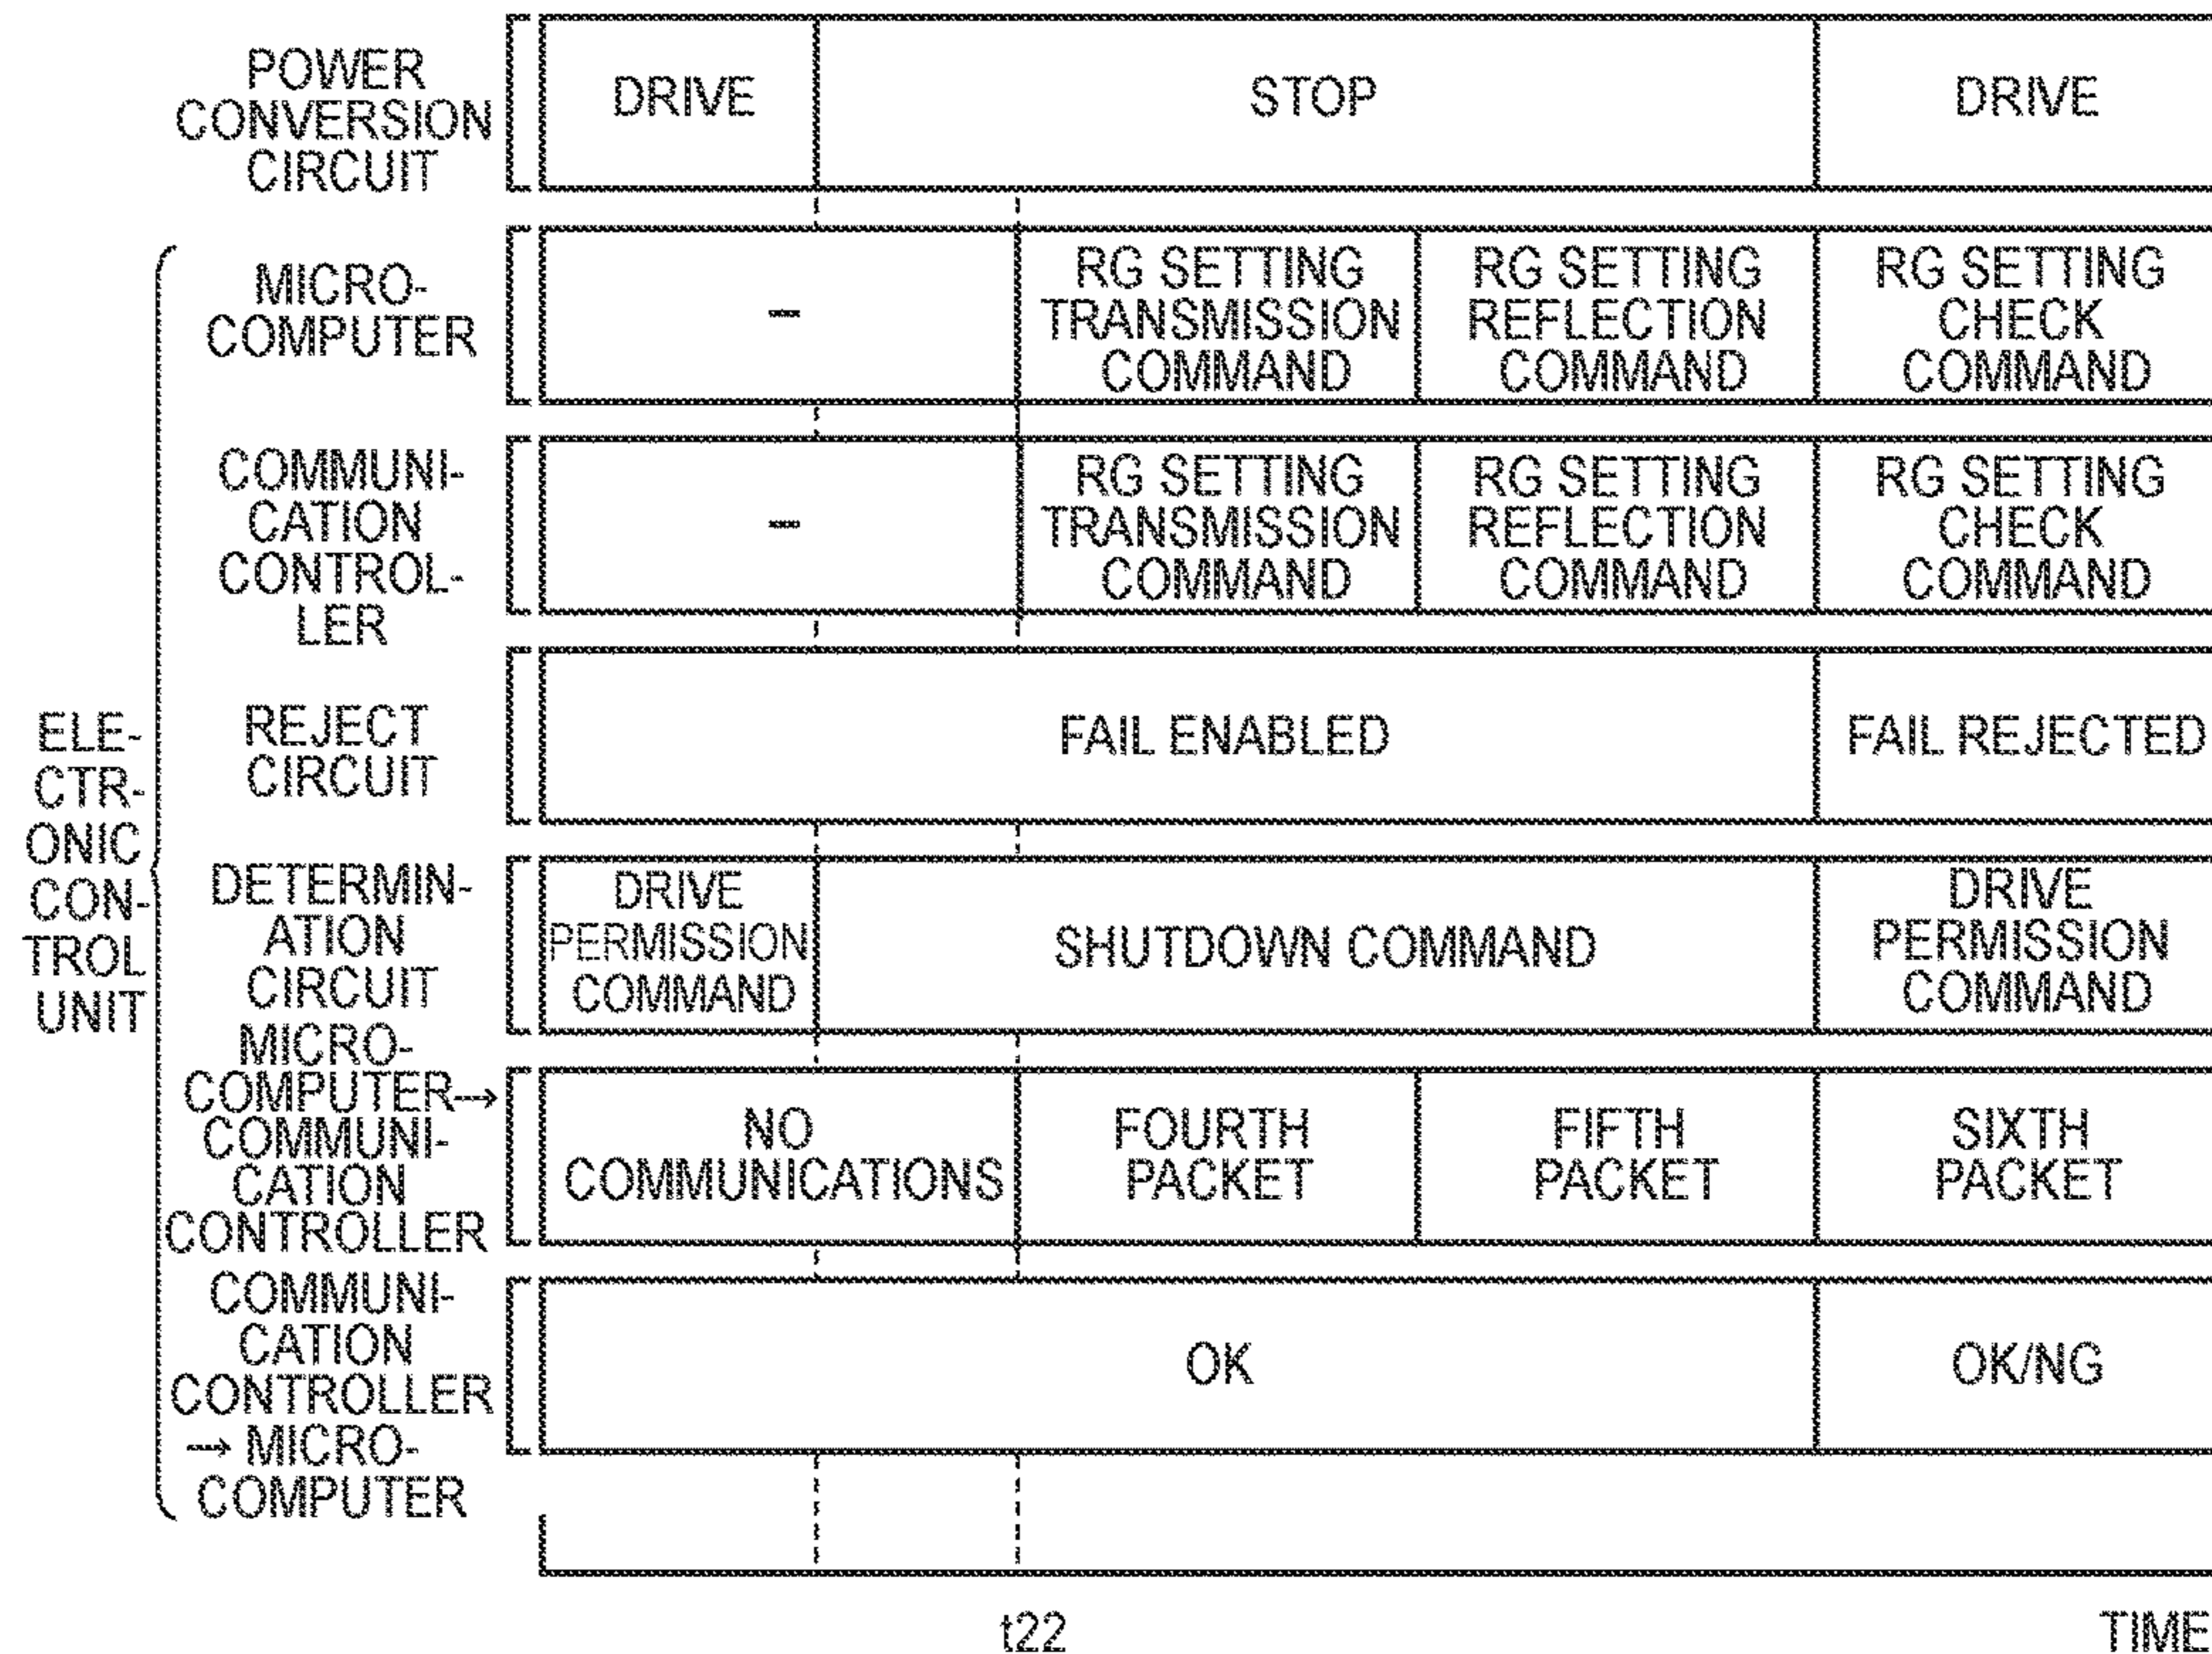 POWER
CONVERSION
CIRCUIT
DRIVE
STOP
DRIVE
MICRO-
COMPUTER
–
RG SETTING
TRANSMISSION
COMMAND
RG SETTING
REFLECTION
COMMAND
RG SETTING
CHECK
COMMAND
COMMUNI-
CATION
CONTROL-
LER
–
RG SETTING
TRANSMISSION
COMMAND
RG SETTING
REFLECTION
COMMAND
RG SETTING
CHECK
COMMAND
ELE-
CTR-
ONIC
CON-
TROL
UNIT
REJECT
CIRCUIT
FAIL ENABLED
FAIL REJECTED
DETERMIN-
ATION
CIRCUIT
DRIVE
PERMISSION
COMMAND
SHUTDOWN COMMAND
DRIVE
PERMISSION
COMMAND
MICRO-
COMPUTER→
COMMUNI-
CATION
CONTROLLER
NO
COMMUNICATIONS
FOURTH
PACKET
FIFTH
PACKET
SIXTH
PACKET
COMMUNI-
CATION
CONTROLLER
→ MICRO-
COMPUTER
OK
OK/NG
t22
TIME